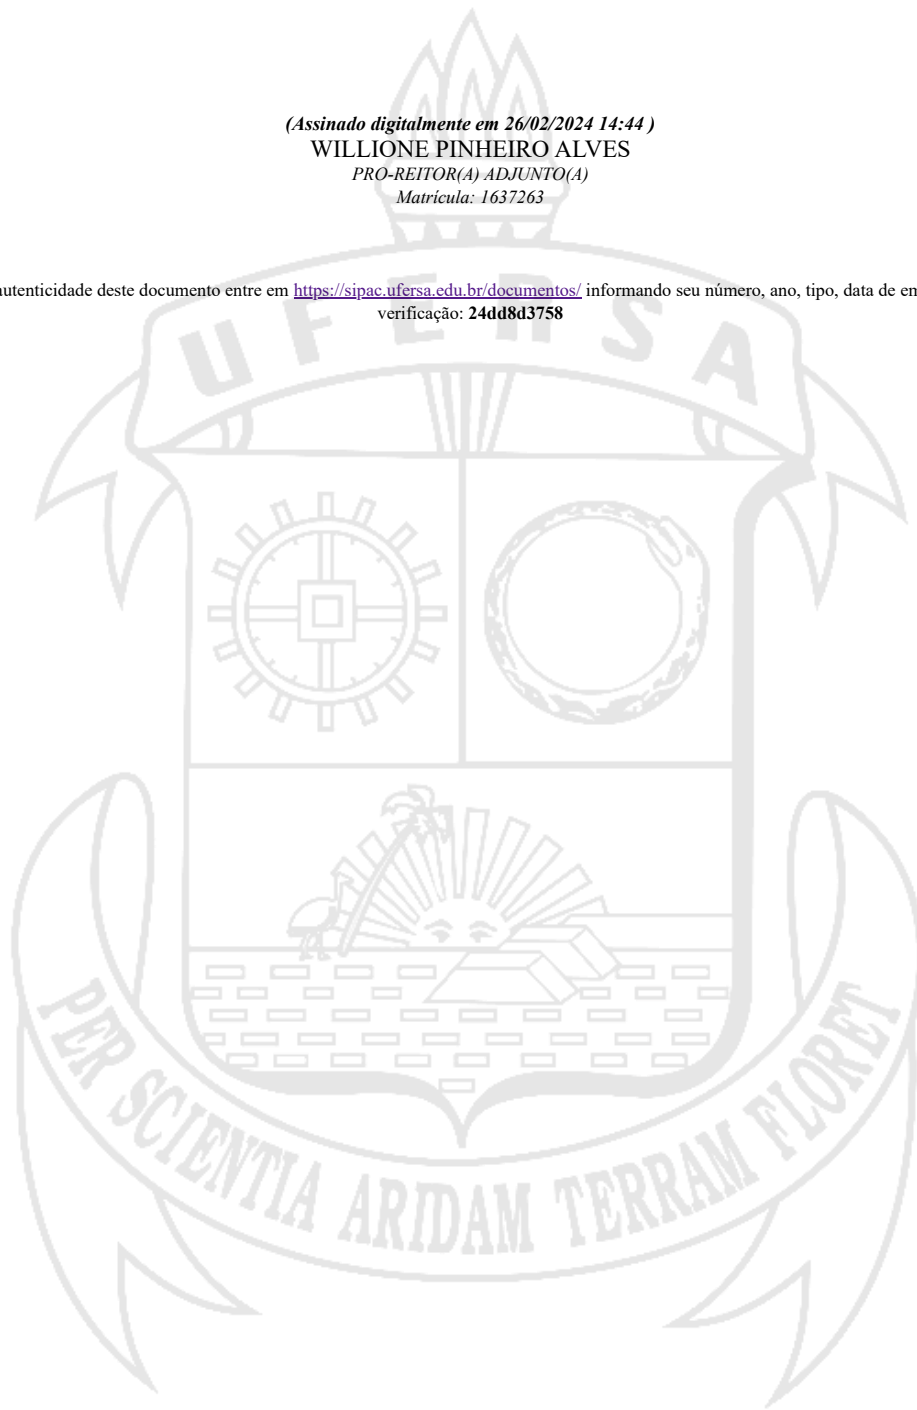 (Assinado digitalmente em 26/02/2024 14:44 )
WILLIONE PINHEIRO ALVES
PRO-REITOR(A) ADJUNTO(A)
Matrícula: 1637263
autenticidade deste documento entre em https://sipac.ufersa.edu.br/documentos/ informando seu número, ano, tipo, data de em
verificação: 24dd8d3758
UFERSA
PER SCIENTIA ARIDAM TERRAM FLORET